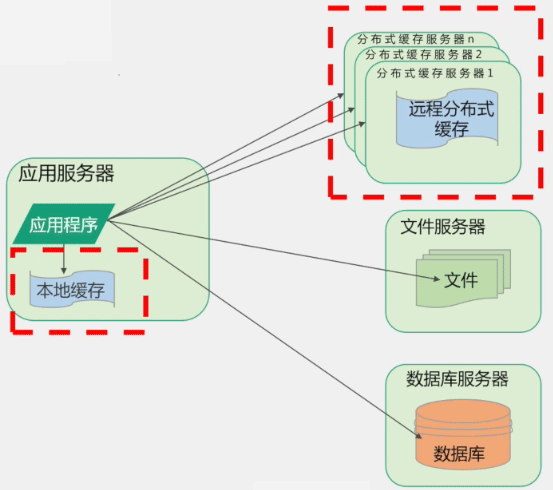 分布式缓存服务器n
分布式缓存服务器2
分布式缓存服务器1
远程分布式
缓存
应用服务器
应用程序
本地缓存
文件服务器
文件
数据库服务器
数据库